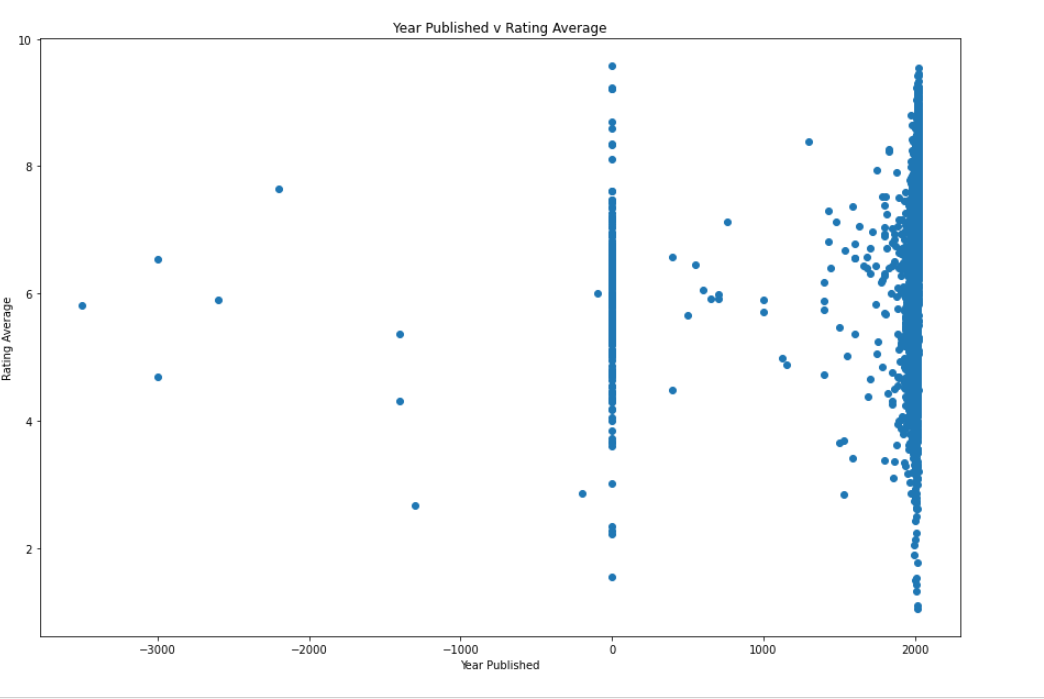 Year Published v Rating Average
10
8
6
4
2
Rating Average
−3000 −2000 −1000 0 1000 2000
Year Published